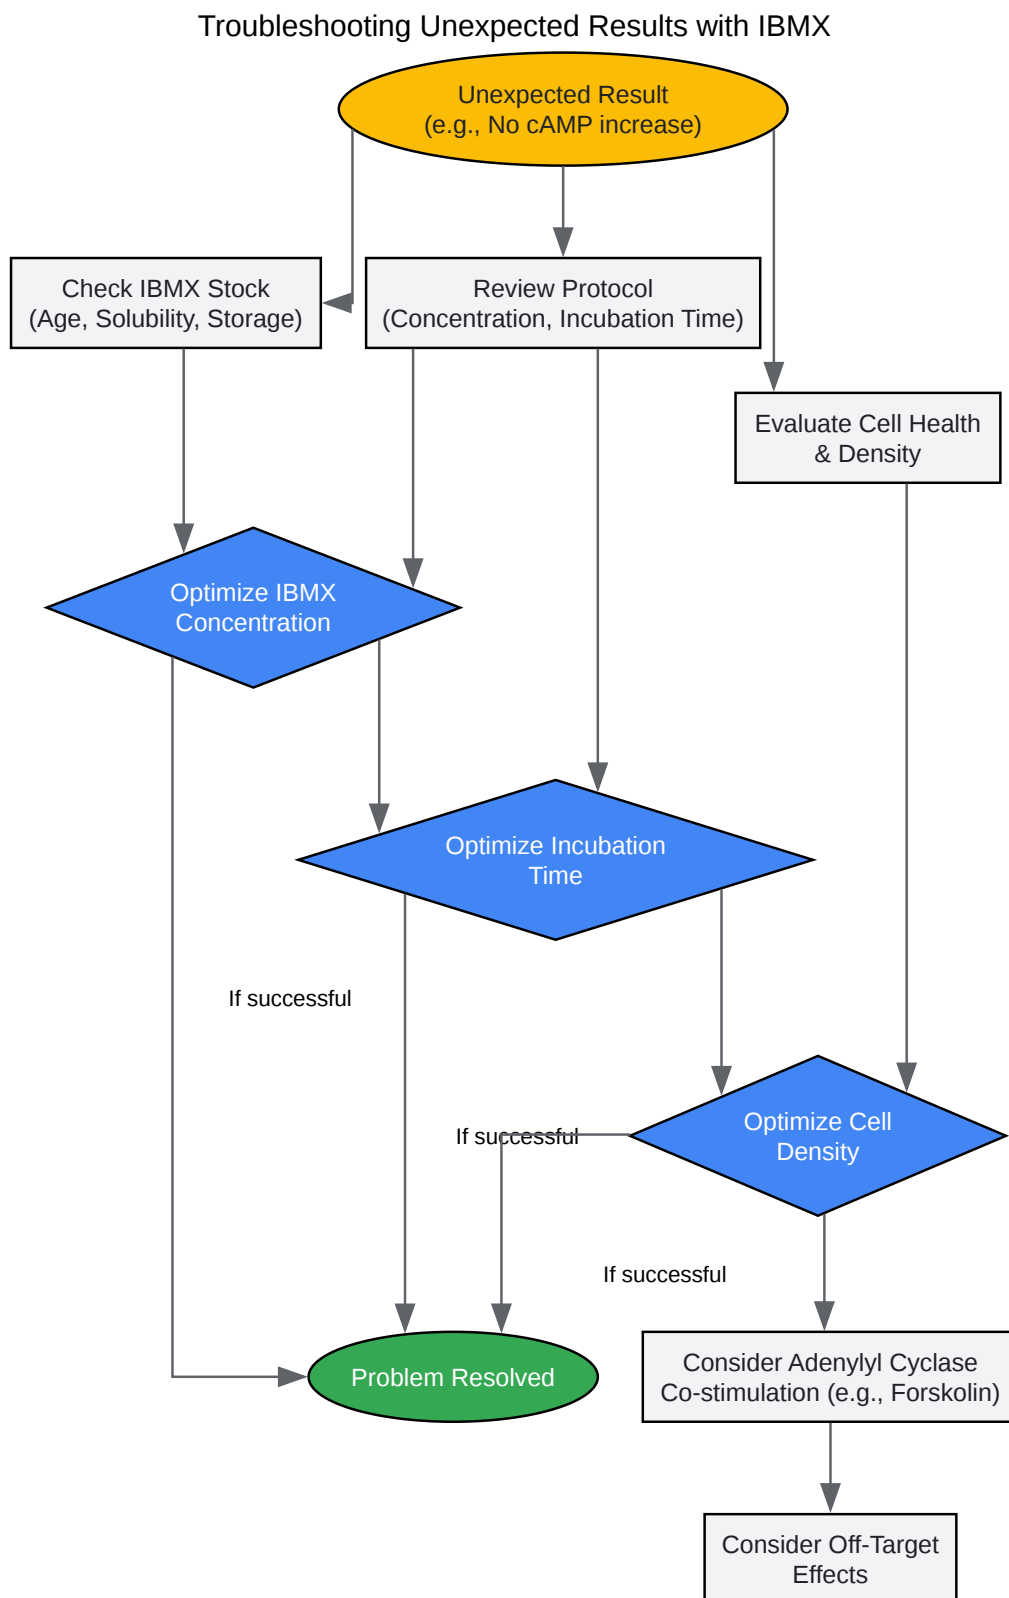 Troubleshooting Unexpected Results with IBMX
Unexpected Result
(e.g., No cAMP increase)
Check IBMX Stock
(Age, Solubility, Storage)
Review Protocol
(Concentration, Incubation Time)
Evaluate Cell Health
& Density
Optimize IBMX
Concentration
Optimize Incubation
Time
If successful
Optimize Cell
Density
If successful
If successful
Problem Resolved
Consider Adenylyl Cyclase
Co-stimulation (e.g., Forskolin)
Consider Off-Target
Effects